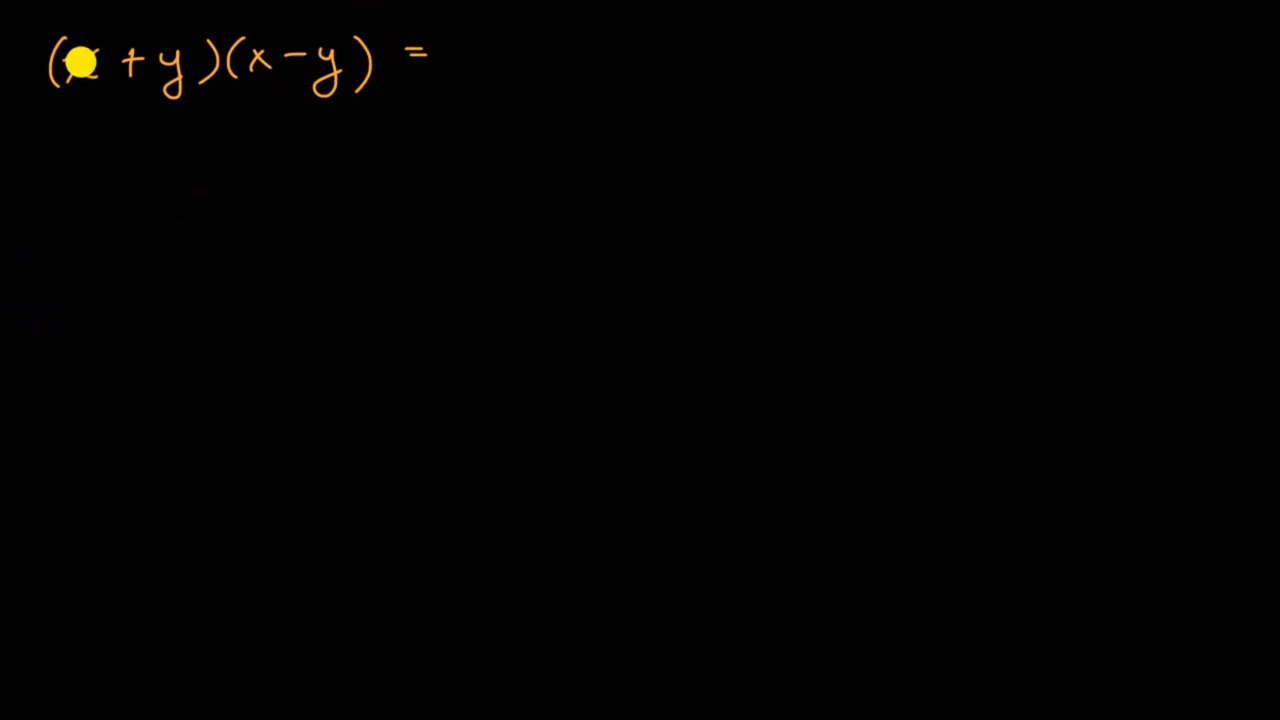 (x + y)(x - y) =